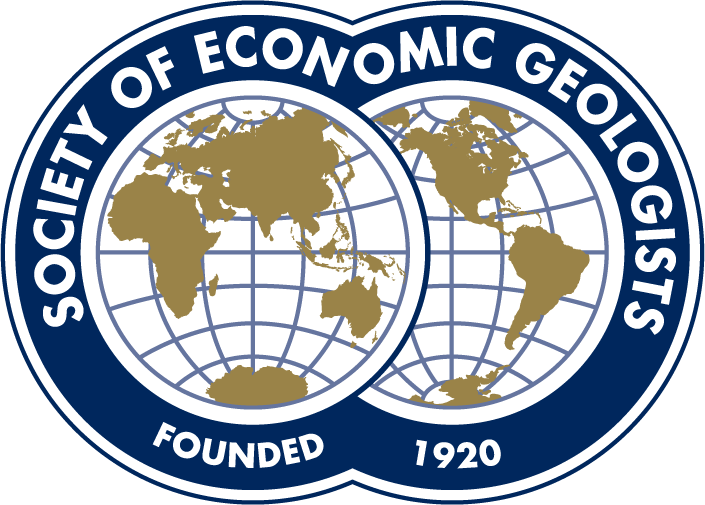 SOCIETY OF ECONOMIC GEOLOGISTS
FOUNDED 1920